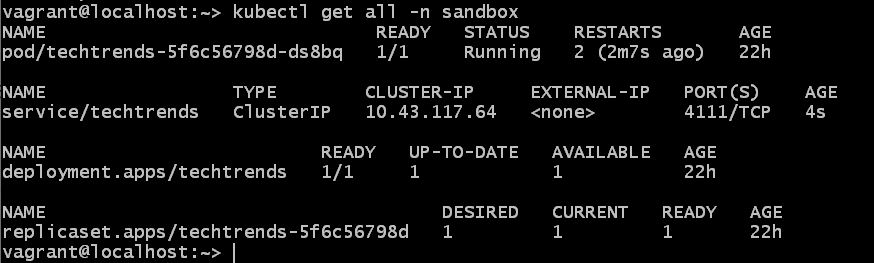 vagrant@localhost:~> kubectl get all -n sandbox
NAME READY STATUS RESTARTS AGE
pod/techtrends-5f6c56798d-ds8bq 1/1 Running 2 (2m7s ago) 22h
NAME TYPE CLUSTER-IP EXTERNAL-IP PORT(S) AGE
service/techtrends ClusterIP 10.43.117.64 <none> 4111/TCP 4s
NAME READY UP-TO-DATE AVAILABLE AGE
deployment.apps/techtrends 1/1 1 1 22h
NAME DESIRED CURRENT READY AGE
replicaset.apps/techtrends-5f6c56798d 1 1 1 22h
vagrant@localhost:~>